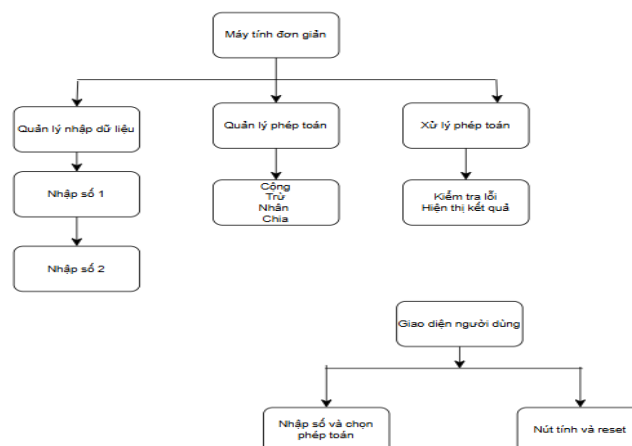 Máy tính đơn giản
Quản lý nhập dữ liệu
Quản lý phép toán
Xử lý phép toán
Nhập số 1
Cộng
Trừ
Nhân
Chia
Kiểm tra lỗi
Hiện thị kết quả
Nhập số 2
Giao diện người dùng
Nhập số và chọn
phép toán
Nút tính và reset